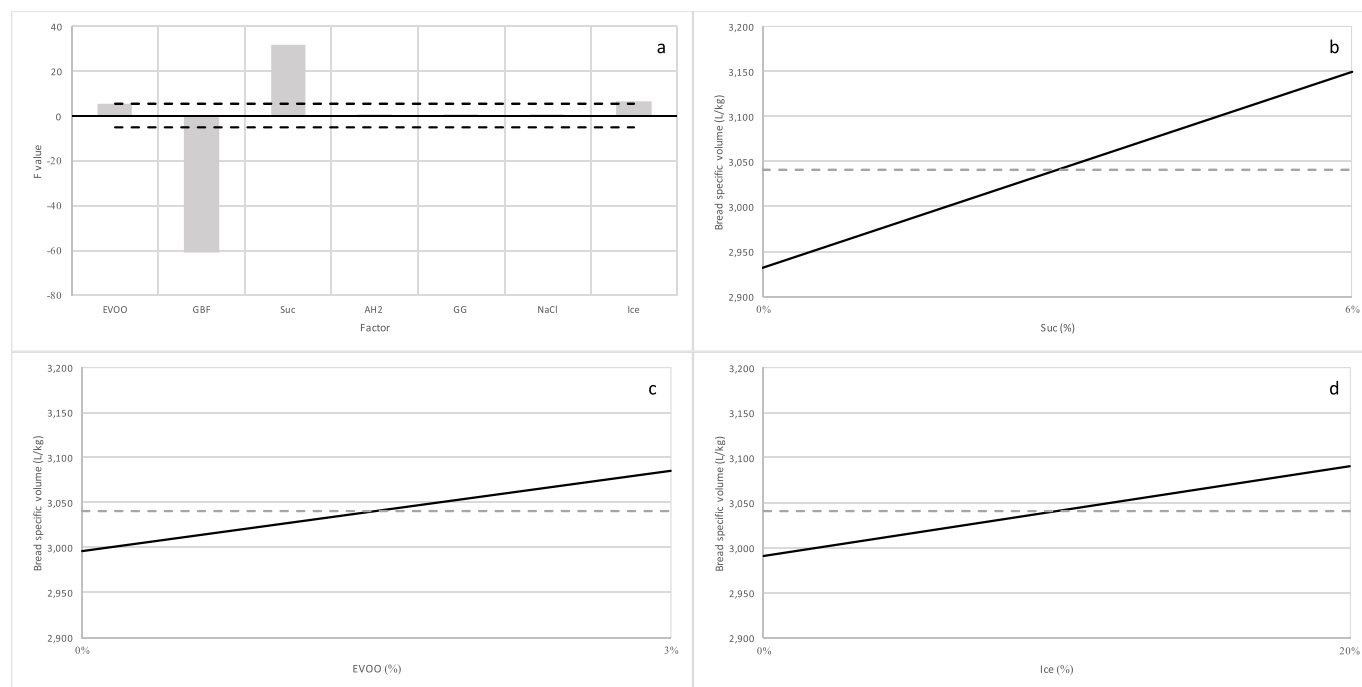 a
40
20
0
-20
-40
-60
-80
F value
EVOO GBF Suc AH2 GG NaCl Ice
Factor
b
3,200
3,150
3,100
3,050
3,000
2,950
2,900
Bread specific volume (L/kg)
0% 6%
Suc (%)
c
3,200
3,150
3,100
3,050
3,000
2,950
2,900
Bread specific volume (L/kg)
0% 3%
EVOO (%)
d
3,200
3,150
3,100
3,050
3,000
2,950
2,900
Bread specific volume (L/kg)
0% 20%
Ice (%)